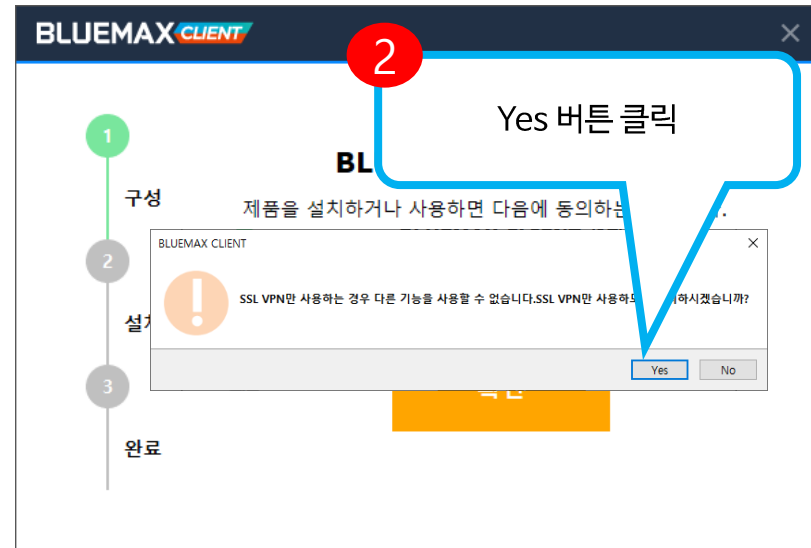 BLUEMAX CLIENT
2
Yes 버튼 클릭
1
BL
구성
제품을 설치하거나 사용하면 다음에 동의하는
BLUEMAX CLIENT
2
SSL VPN만 사용하는 경우 다른 기능을 사용할 수 없습니다.SSL VPN만 사용하
하시겠습니까?
Yes
No
3
완료